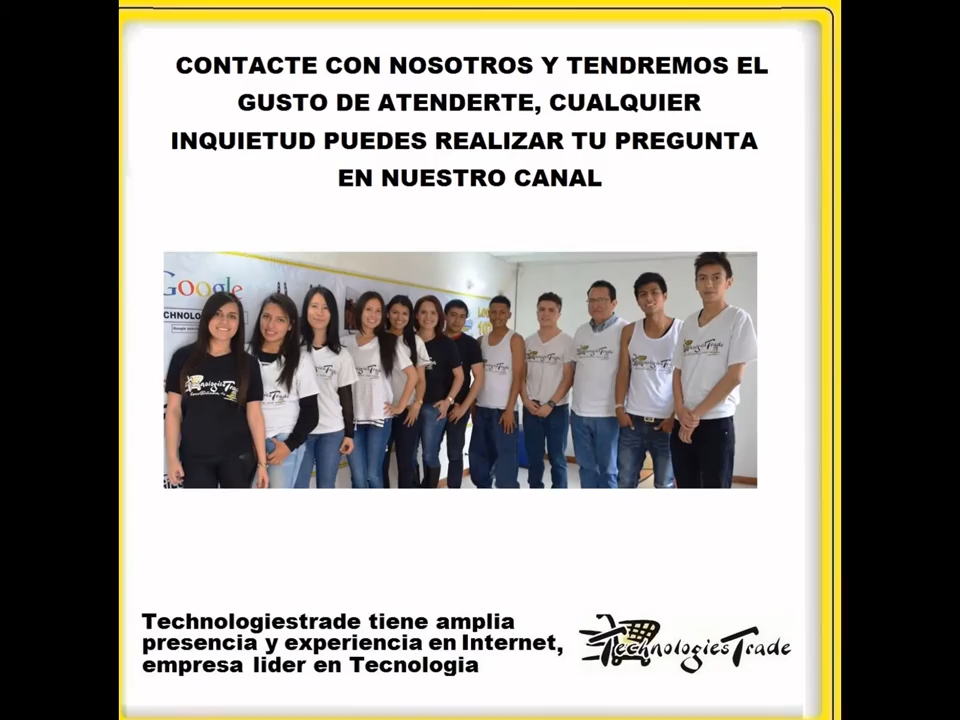 CONTACTE CON NOSOTROS Y TENDREMOS EL
GUSTO DE ATENDERTE, CUALQUIER
INQUIETUD PUEDES REALIZAR TU PREGUNTA
EN NUESTRO CANAL
Google
Technologiestrade tiene amplia
presencia y experiencia en Internet,
empresa lider en Tecnologia
TechnologiesTrade